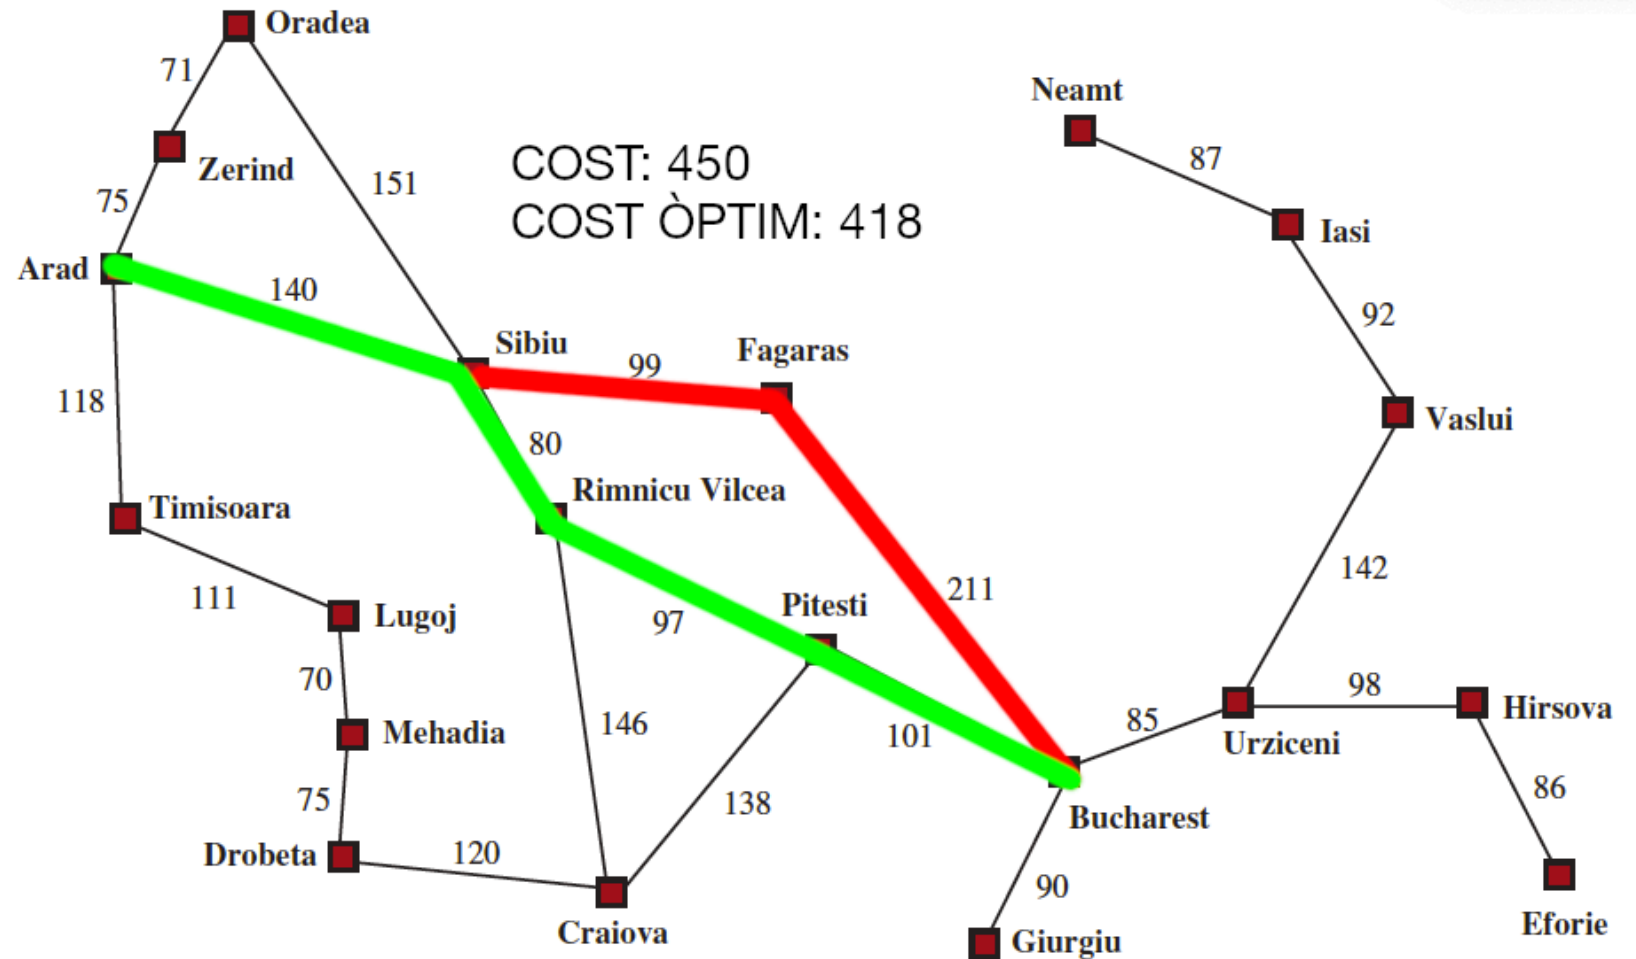 Oradea
71
Neamt
Zerind
87
COST: 450
151
75
COST ÒPTIM: 418
Iasi
Arad
140
92
Sibiu
99
Fagaras
118
Vaslui
80
Rimnicu Vilcea
Timisoara
142
211
111
Pitesti
Lugoj
97
70
98
Hirsova
85
Mehadia
146
101
Urziceni
86
75
138
Bucharest
Drobeta
120
90
Eforie
Craiova
Giurgiu